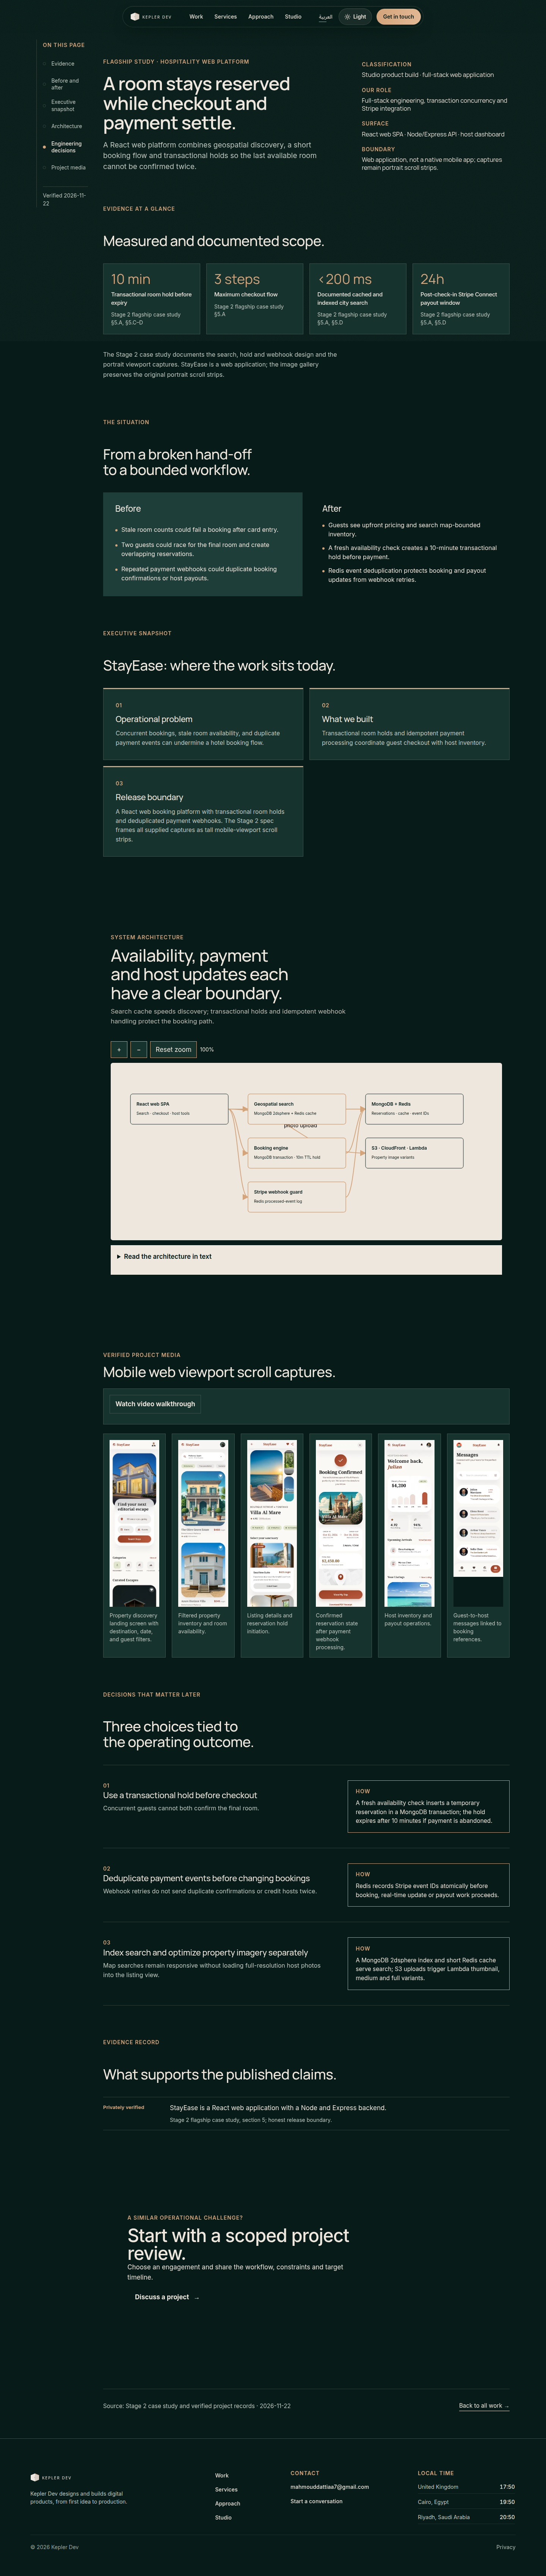 KEPLER DEV
Work
Services
Approach
Studio
العربية
Light
Get in touch
ON THIS PAGE
Evidence
Before and
after
Executive
snapshot
Architecture
Engineering
decisions
Project media
Verified 2026-11-
22
FLAGSHIP STUDY · HOSPITALITY WEB PLATFORM
A room stays reserved
while checkout and
payment settle.
A React web platform combines geospatial discovery, a short
booking flow and transactional holds so the last available room
cannot be confirmed twice.
CLASSIFICATION
Studio product build · full-stack web application
OUR ROLE
Full-stack engineering, transaction concurrency and
Stripe integration
SURFACE
React web SPA · Node/Express API · host dashboard
BOUNDARY
Web application, not a native mobile app; captures
remain portrait scroll strips.
EVIDENCE AT A GLANCE
Measured and documented scope.
10 min
Transactional room hold before
expiry
Stage 2 flagship case study
§5.A, §5.C–D
3 steps
Maximum checkout flow
Stage 2 flagship case study
§5.A
<200 ms
Documented cached and
indexed city search
Stage 2 flagship case study
§5.A, §5.D
24h
Post-check-in Stripe Connect
payout window
Stage 2 flagship case study
§5.A, §5.D
The Stage 2 case study documents the search, hold and webhook design and the
portrait viewport captures. StayEase is a web application; the image gallery
preserves the original portrait scroll strips.
THE SITUATION
From a broken hand-off
to a bounded workflow.
Before
Stale room counts could fail a booking after card entry.
Two guests could race for the final room and create
overlapping reservations.
Repeated payment webhooks could duplicate booking
confirmations or host payouts.
After
Guests see upfront pricing and search map-bounded
inventory.
A fresh availability check creates a 10-minute transactional
hold before payment.
Redis event deduplication protects booking and payout
updates from webhook retries.
EXECUTIVE SNAPSHOT
StayEase: where the work sits today.
01
Operational problem
Concurrent bookings, stale room availability, and duplicate
payment events can undermine a hotel booking flow.
02
What we built
Transactional room holds and idempotent payment
processing coordinate guest checkout with host inventory.
03
Release boundary
A React web booking platform with transactional room holds
and deduplicated payment webhooks. The Stage 2 spec
frames all supplied captures as tall mobile-viewport scroll
strips.
SYSTEM ARCHITECTURE
Availability, payment
and host updates each
have a clear boundary.
Search cache speeds discovery; transactional holds and idempotent webhook
handling protect the booking path.
+
−
Reset zoom
100%
React web SPA
Search · checkout · host tools
Geospatial search
MongoDB 2dsphere + Redis cache
MongoDB + Redis
Reservations · cache · event IDs
photo upload
Booking engine
MongoDB transaction · 10m TTL hold
S3 · CloudFront · Lambda
Property image variants
Stripe webhook guard
Redis processed-event log
Read the architecture in text
VERIFIED PROJECT MEDIA
Mobile web viewport scroll captures.
Watch video walkthrough
StayEase
Find your next
editorial escape
StayEase
StayEase
Villa Al Mare
StayEase
Booking Confirmed
Villa Al Mare
StayEase
Welcome back,
Julian
$4,200
Messages
Property discovery
landing screen with
destination, date,
and guest filters.
Filtered property
inventory and room
availability.
Listing details and
reservation hold
initiation.
Confirmed
reservation state
after payment
webhook
processing.
Host inventory and
payout operations.
Guest-to-host
messages linked to
booking
references.
DECISIONS THAT MATTER LATER
Three choices tied to
the operating outcome.
01
Use a transactional hold before checkout
Concurrent guests cannot both confirm the final room.
HOW
A fresh availability check inserts a temporary
reservation in a MongoDB transaction; the hold
expires after 10 minutes if payment is abandoned.
02
Deduplicate payment events before changing bookings
Webhook retries do not send duplicate confirmations or credit hosts twice.
HOW
Redis records Stripe event IDs atomically before
booking, real-time update or payout work proceeds.
03
Index search and optimize property imagery separately
Map searches remain responsive without loading full-resolution host photos
into the listing view.
HOW
A MongoDB 2dsphere index and short Redis cache
serve search; S3 uploads trigger Lambda thumbnail,
medium and full variants.
EVIDENCE RECORD
What supports the published claims.
Privately verified
StayEase is a React web application with a Node and Express backend.
Stage 2 flagship case study, section 5; honest release boundary.
A SIMILAR OPERATIONAL CHALLENGE?
Start with a scoped project
review.
Choose an engagement and share the workflow, constraints and target
timeline.
Discuss a project →
Source: Stage 2 case study and verified project records · 2026-11-22
Back to all work →
KEPLER DEV
Kepler Dev designs and builds digital
products, from first idea to production.
Work
Services
Approach
Studio
CONTACT
mahmouddattiaa7@gmail.com
Start a conversation
LOCAL TIME
United Kingdom 17:50
Cairo, Egypt 19:50
Riyadh, Saudi Arabia 20:50
© 2026 Kepler Dev
Privacy